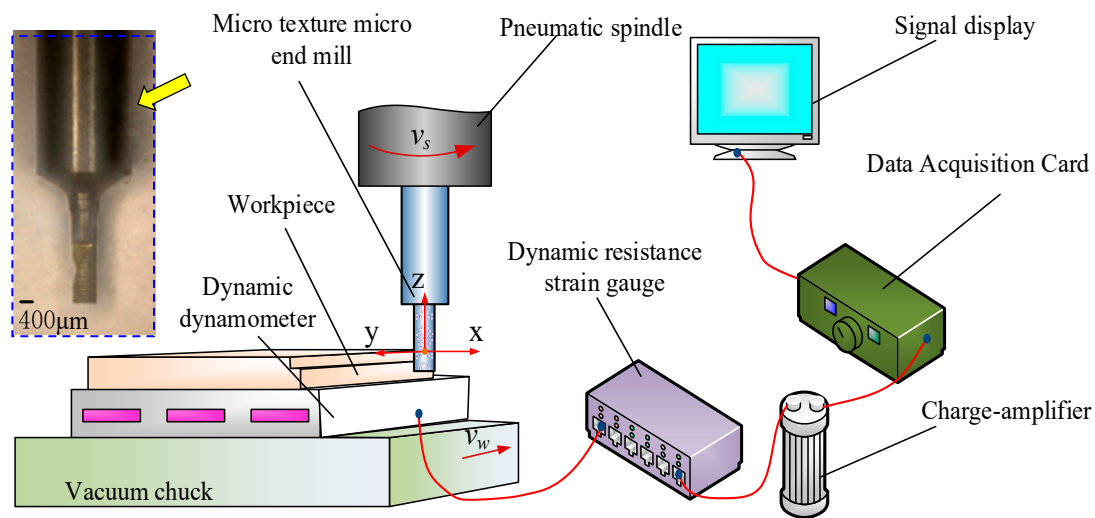 Micro texture micro
end mill
Pneumatic spindle
Signal display
v_s
Data Acquisition Card
Workpiece
Dynamic resistance
strain gauge
z
Dynamic
dynamometer
400μm
y
x
Charge-amplifier
v_w
Vacuum chuck